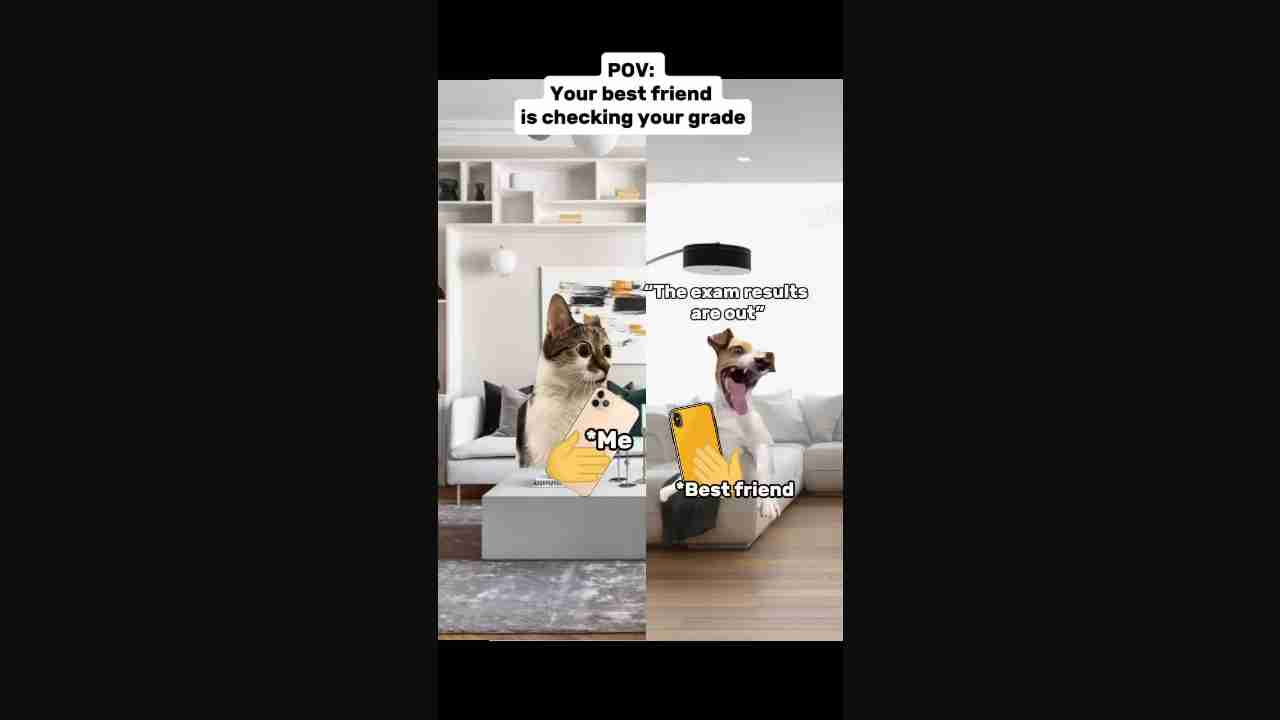 POV:
Your best friend
is checking your grade
“The exam results
are out”
*Me
*Best friend